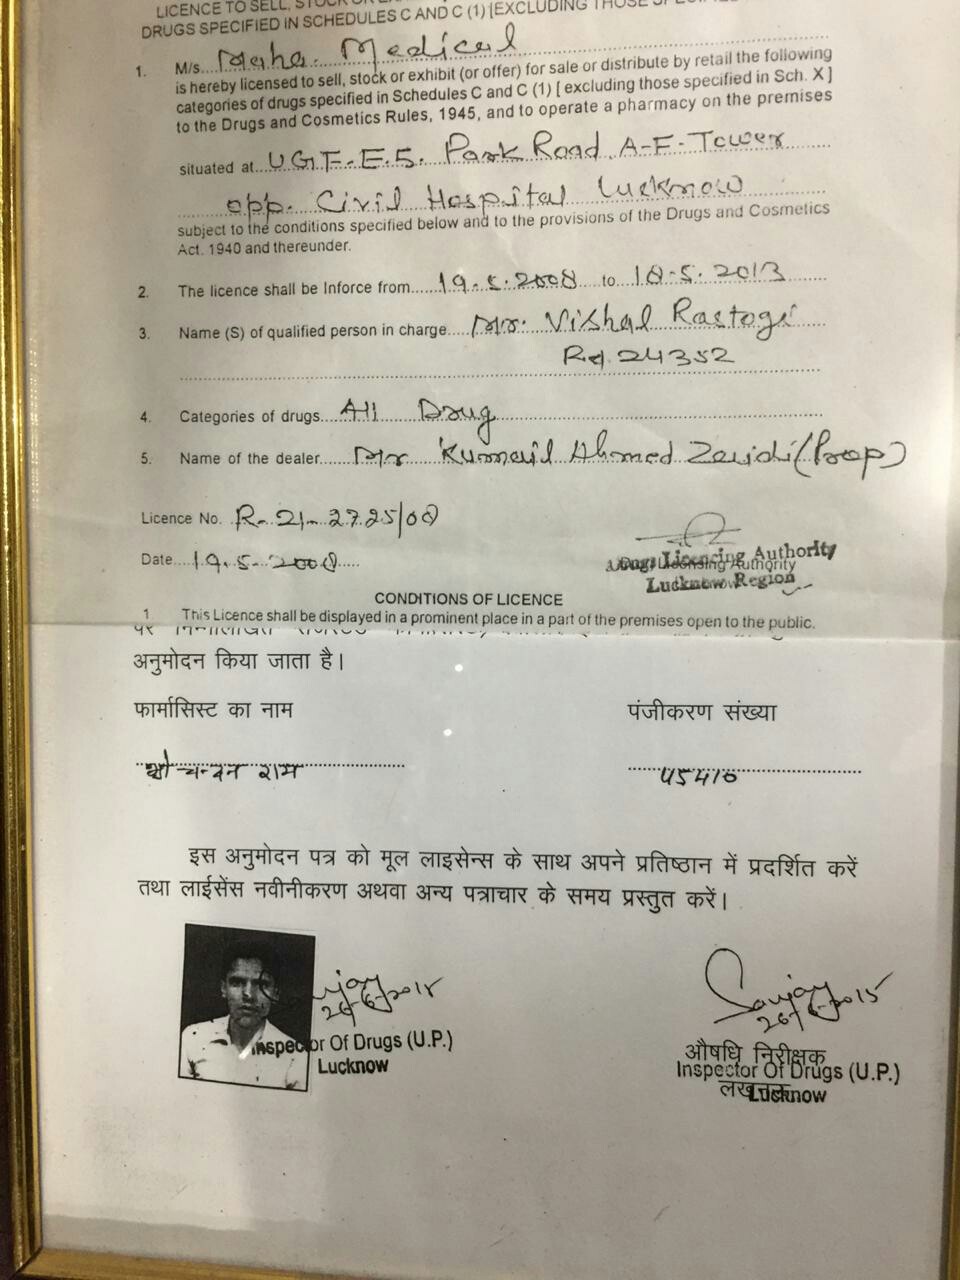 LICENCE TO SELL, STOCK OR
DRUGS SPECIFIED IN SCHEDULES C AND C (1) [EXCLUDING THOSE
1. M/s Maha Medical
is hereby licensed to sell, stock or exhibit (or offer) for sale or distribute by retail the following
categories of drugs specified in Schedules C and C (1) [ excluding those specified in Sch. X ]
to the Drugs and Cosmetics Rules, 1945, and to operate a pharmacy on the premises
situated at UGF-E-5. Park Road A-F-Tower
opp. Civil Hospital Lucknow
subject to the conditions specified below and to the provisions of the Drugs and Cosmetics
Act. 1940 and thereunder.
2. The licence shall be Inforce from 19.5.2008 to 18.5.2013
3. Name (S) of qualified person in charge Mr. Vishal Rastogi
24352
4. Categories of drugs All Drug
5. Name of the dealer Mr Kumail Ahmed Zaidi (Prop)
Licence No. R-21-2725/08
Date 19.5.2008
Drugs Licencing Authority
Lucknow Region
CONDITIONS OF LICENCE
1 This Licence shall be displayed in a prominent place in a part of the premises open to the public.
अनुमोदन किया जाता है।
फार्मासिस्ट का नाम पंजीकरण संख्या
श्री चन्दन राम 45416
इस अनुमोदन पत्र को मूल लाइसेन्स के साथ अपने प्रतिष्ठान में प्रदर्शित करें
तथा लाईसेंस नवीनीकरण अथवा अन्य पत्राचार के समय प्रस्तुत करें।
Sanjay
26-6-2015
Inspector Of Drugs (U.P.)
Lucknow
Sanjay
26-6-2015
औषधि निरीक्षक
Inspector Of Drugs (U.P.)
लखनऊ
Lucknow